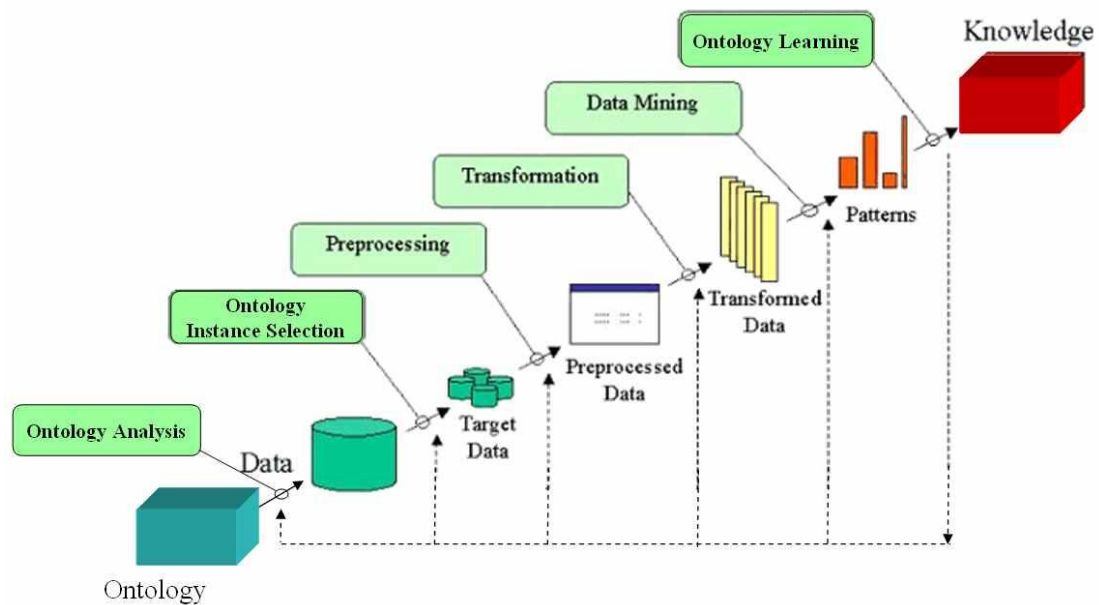 Ontology Learning
Knowledge
Data Mining
Transformation
Patterns
Preprocessing
Transformed
Data
Ontology
Instance Selection
Preprocessed
Data
Target
Data
Ontology Analysis
Data
Ontology